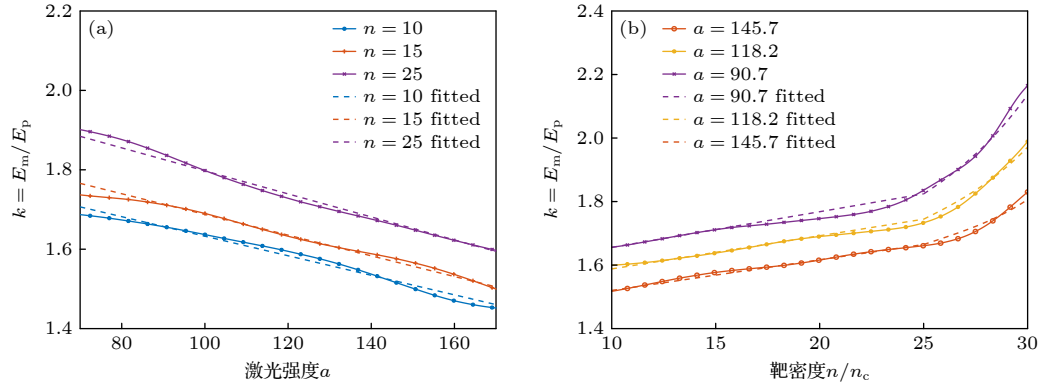 (a)
n = 10
n = 15
n = 25
n = 10 fitted
n = 15 fitted
n = 25 fitted
2.2
2.0
1.8
1.6
1.4
k = E_m/E_p
80 100 120 140 160
激光强度a
(b)
a = 145.7
a = 118.2
a = 90.7
a = 90.7 fitted
a = 118.2 fitted
a = 145.7 fitted
2.4
2.2
2.0
1.8
1.6
1.4
k = E_m/E_p
10 15 20 25 30
靶密度n/n_c